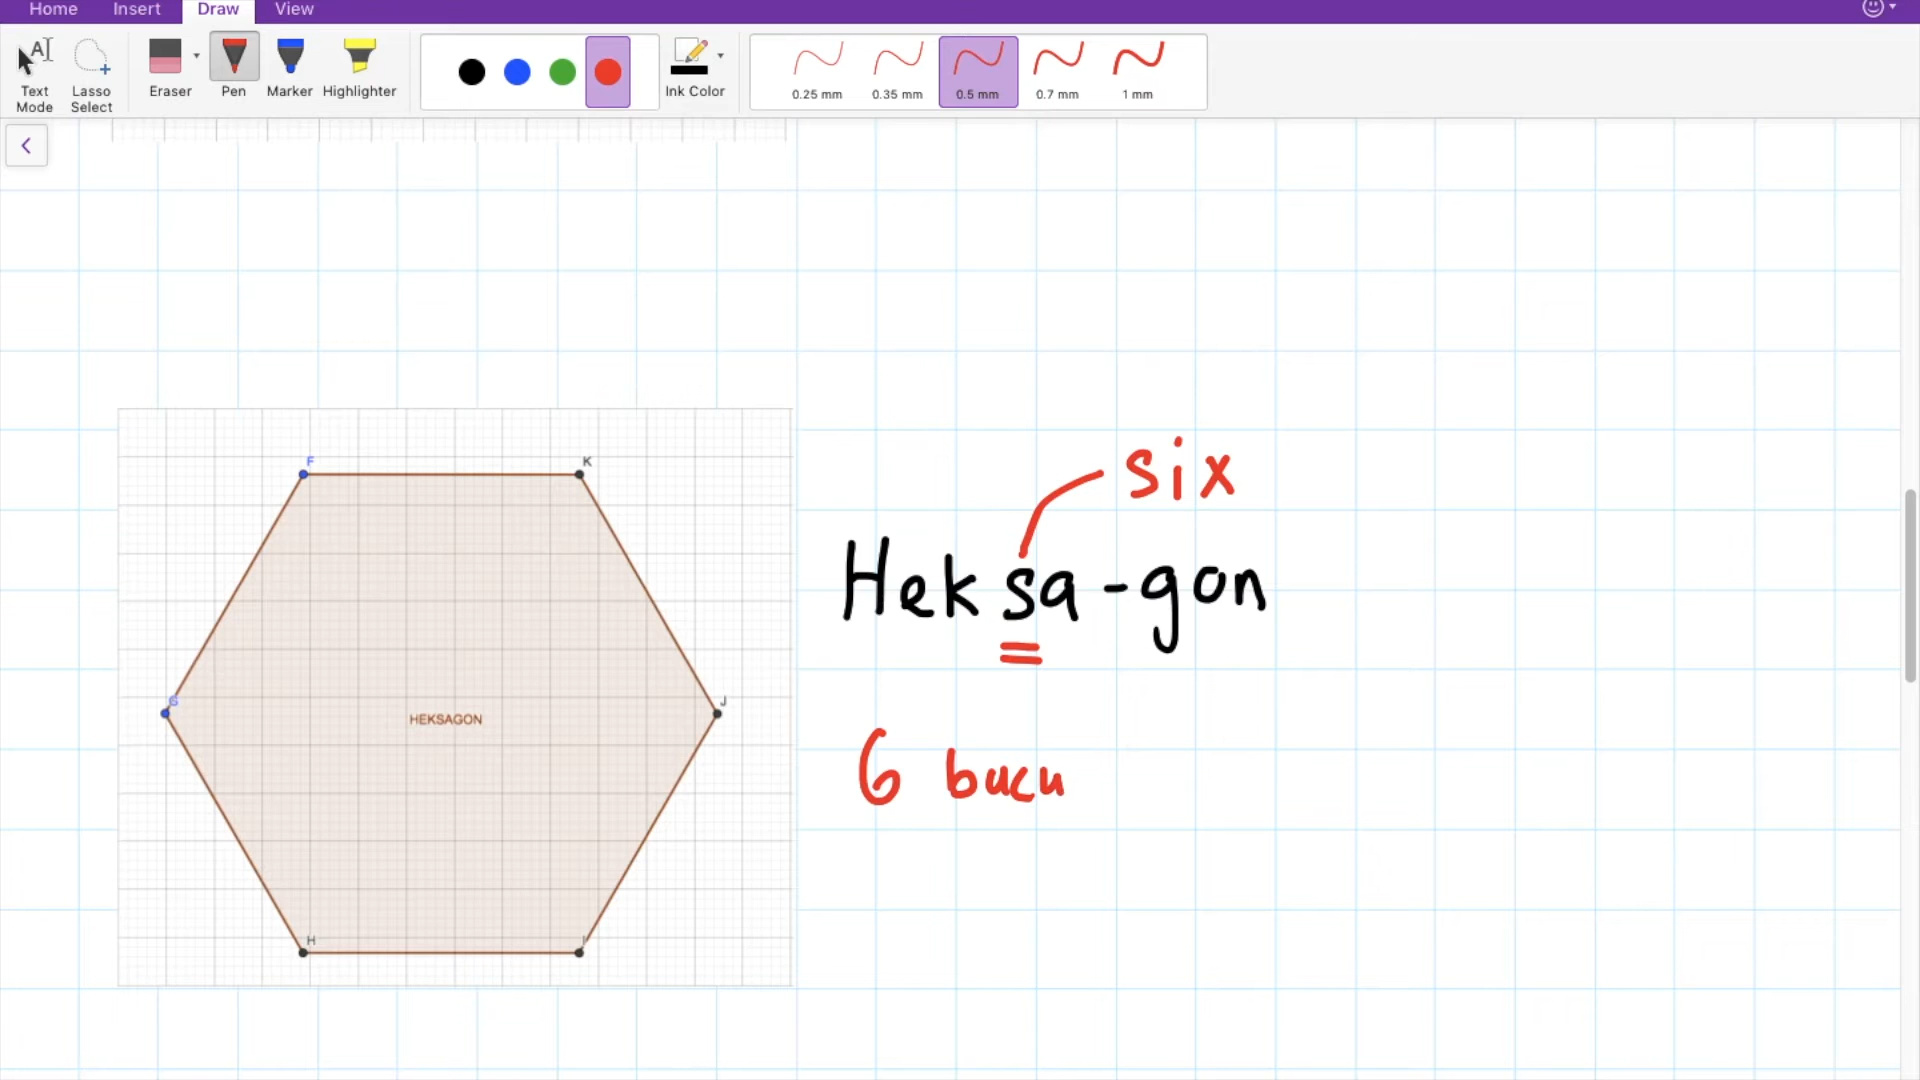 Home Insert Draw View
Text Mode
Lasso Select
Eraser
Pen
Marker
Highlighter
Ink Color
0.25 mm
0.35 mm
0.5 mm
0.7 mm
1 mm
F
K
six
Heksa-gon
G
J
HEKSAGON
6 bucu
H
I